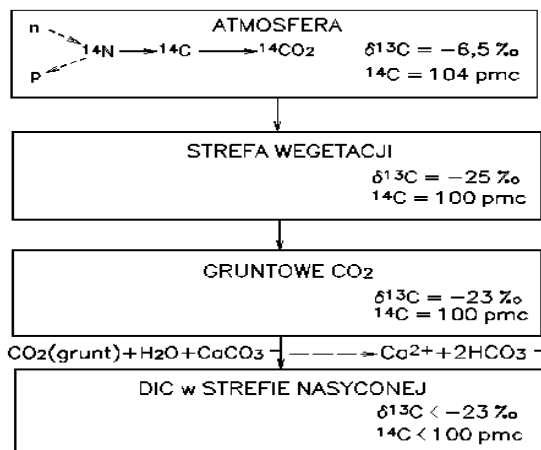 ATMOSFERA
n
¹⁴N → ¹⁴C → ¹⁴CO₂ δ¹³C = −6,5 ‰
p ¹⁴C = 104 pmc
STREFA WEGETACJI
δ¹³C = −25 ‰
¹⁴C = 100 pmc
GRUNTOWE CO₂
δ¹³C = −23 ‰
¹⁴C = 100 pmc
CO₂(grunt)+H₂O+CaCO₃ → Ca²⁺+2HCO₃⁻
DIC w STREFIE NASYCONEJ
δ¹³C < −23 ‰
¹⁴C < 100 pmc